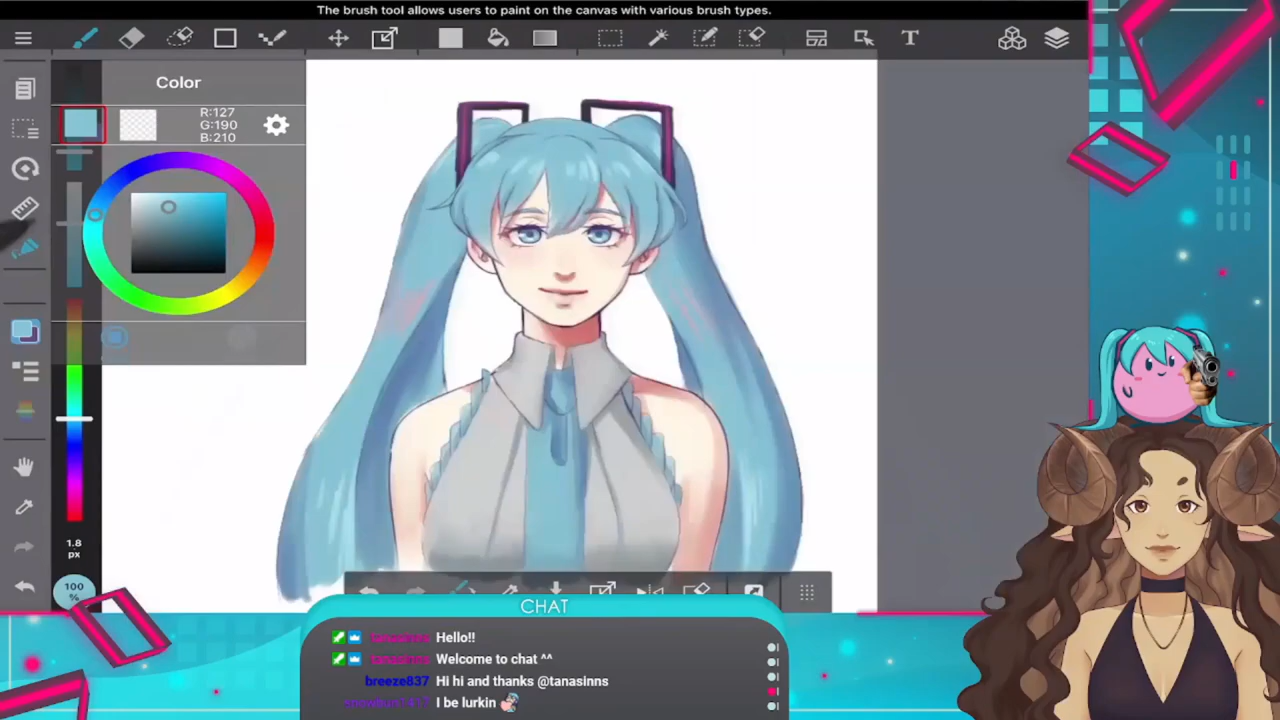 The brush tool allows users to paint on the canvas with various brush types.
T
Color
R:127
G:190
B:210
1.8
px
100
%
CHAT
Hello!!
Welcome to chat ^^
breeze837 Hi hi and thanks @tanasinns
I be lurkin